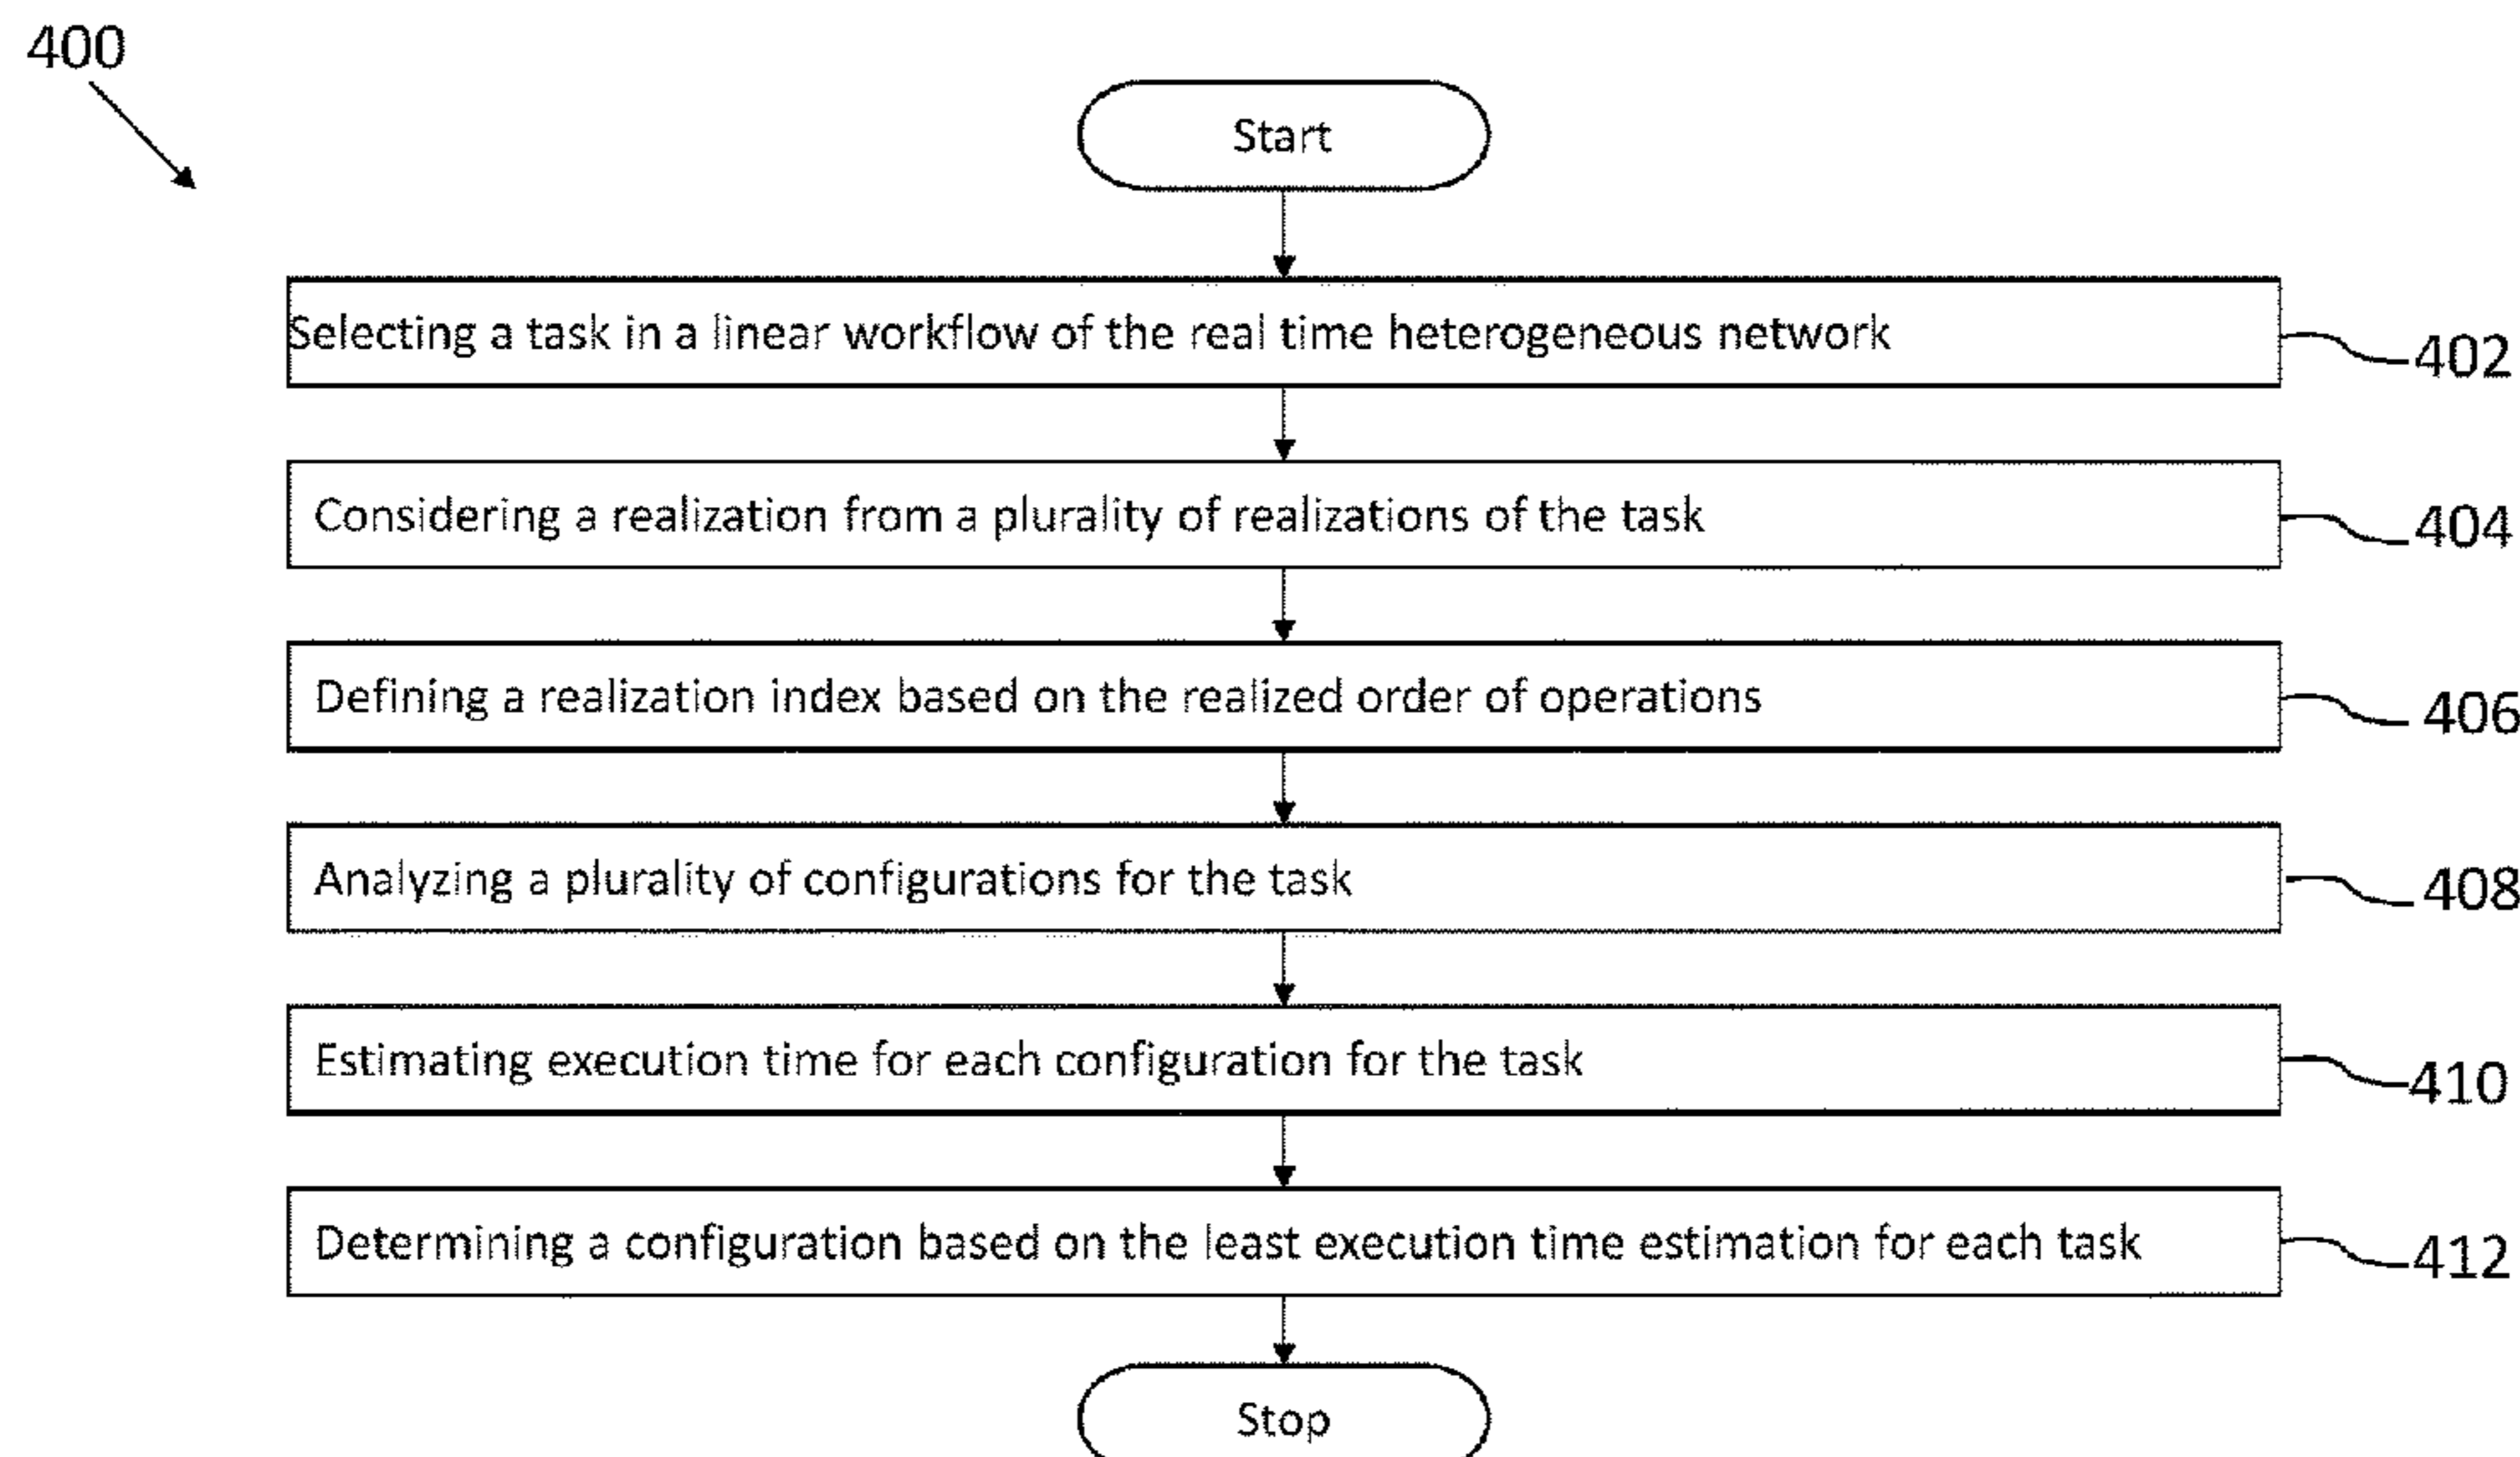 400
Start
Selecting a task in a linear workflow of the real time heterogeneous network
402
Considering a realization from a plurality of realizations of the task
404
Defining a realization index based on the realized order of operations
406
Analyzing a plurality of configurations for the task
408
Estimating execution time for each configuration for the task
410
Determining a configuration based on the least execution time estimation for each task
412
Stop